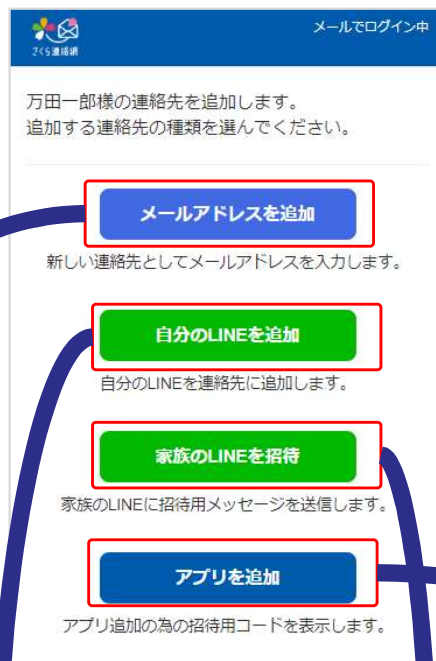 さくら連絡網
メールでログイン中
万田一郎様の連絡先を追加します。
追加する連絡先の種類を選んでください。
メールアドレスを追加
新しい連絡先としてメールアドレスを入力します。
自分のLINEを追加
自分のLINEを連絡先に追加します。
家族のLINEを招待
家族のLINEに招待用メッセージを送信します。
アプリを追加
アプリ追加の為の招待用コードを表示します。